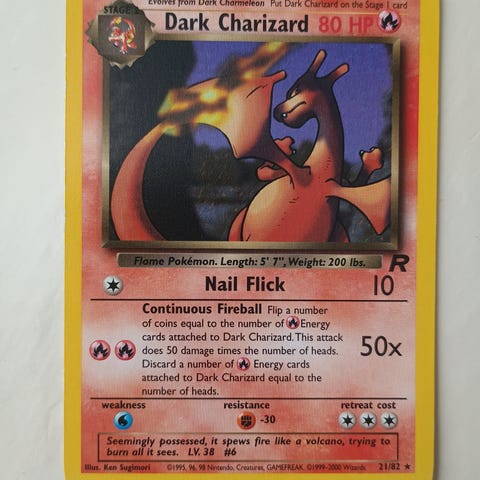 STAGE 2
Evolves from Dark Charmeleon Put Dark Charizard on the Stage 1 card
Dark Charizard 80 HP
Flame Pokémon. Length: 5' 7", Weight: 200 lbs.
R
Nail Flick 10
Continuous Fireball Flip a number
of coins equal to the number of Energy
cards attached to Dark Charizard. This attack
does 50 damage times the number of heads.
Discard a number of Energy cards
attached to Dark Charizard equal to the
number of heads.
50x
weakness resistance retreat cost
-30
Seemingly possessed, it spews fire like a volcano, trying to
burn all it sees. LV. 38 #6
Illus. Ken Sugimori ©1995, 96, 98 Nintendo, Creatures, GAMEFREAK. ©1999-2000 Wizards. 21/82 ★